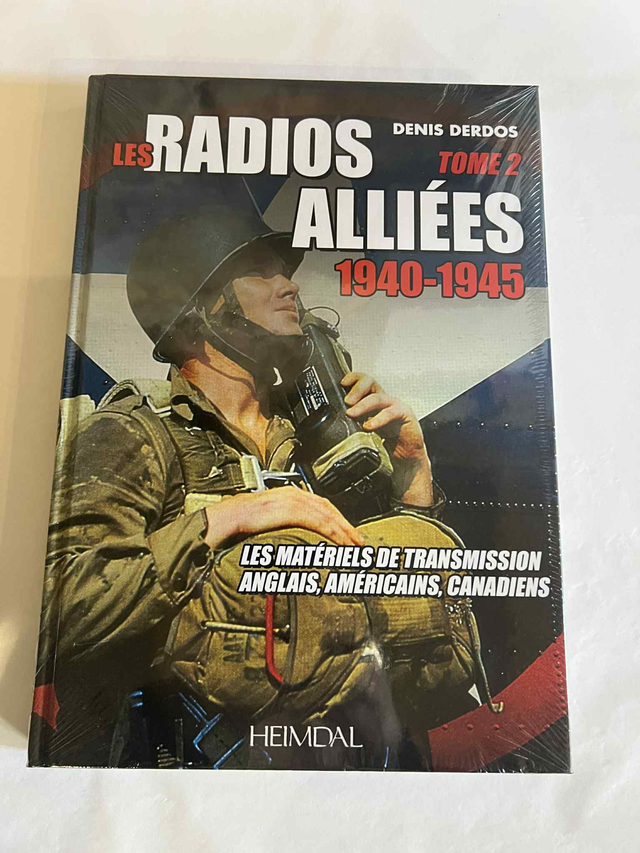 DENIS DERDOS
LES RADIOS
TOME 2
ALLIÉES
1940-1945
LES MATÉRIELS DE TRANSMISSION
ANGLAIS, AMÉRICAINS, CANADIENS
HEIMDAL